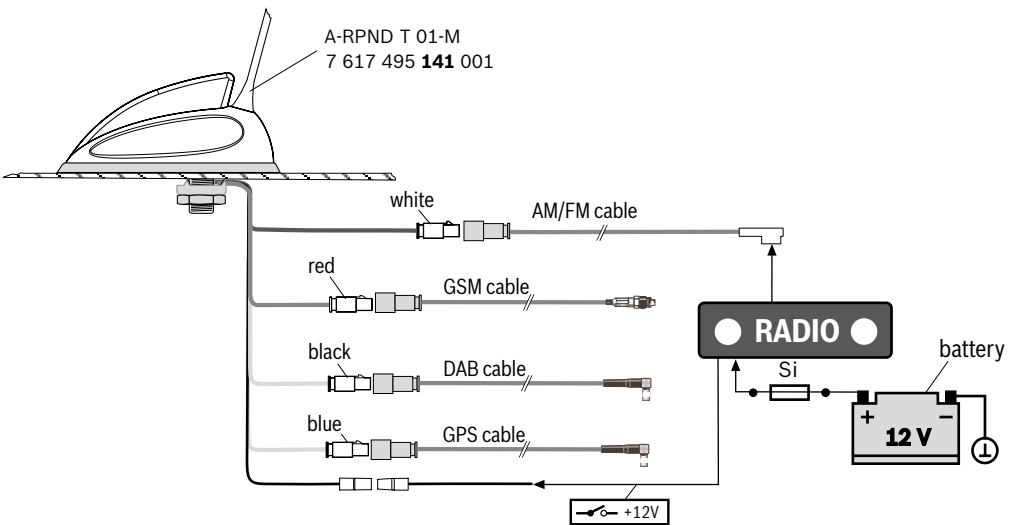 A-RPND T 01-M
7 617 495 141 001
white
AM/FM cable
red
GSM cable
RADIO
black
DAB cable
Si
battery
blue
GPS cable
+ −
12 V
+12V